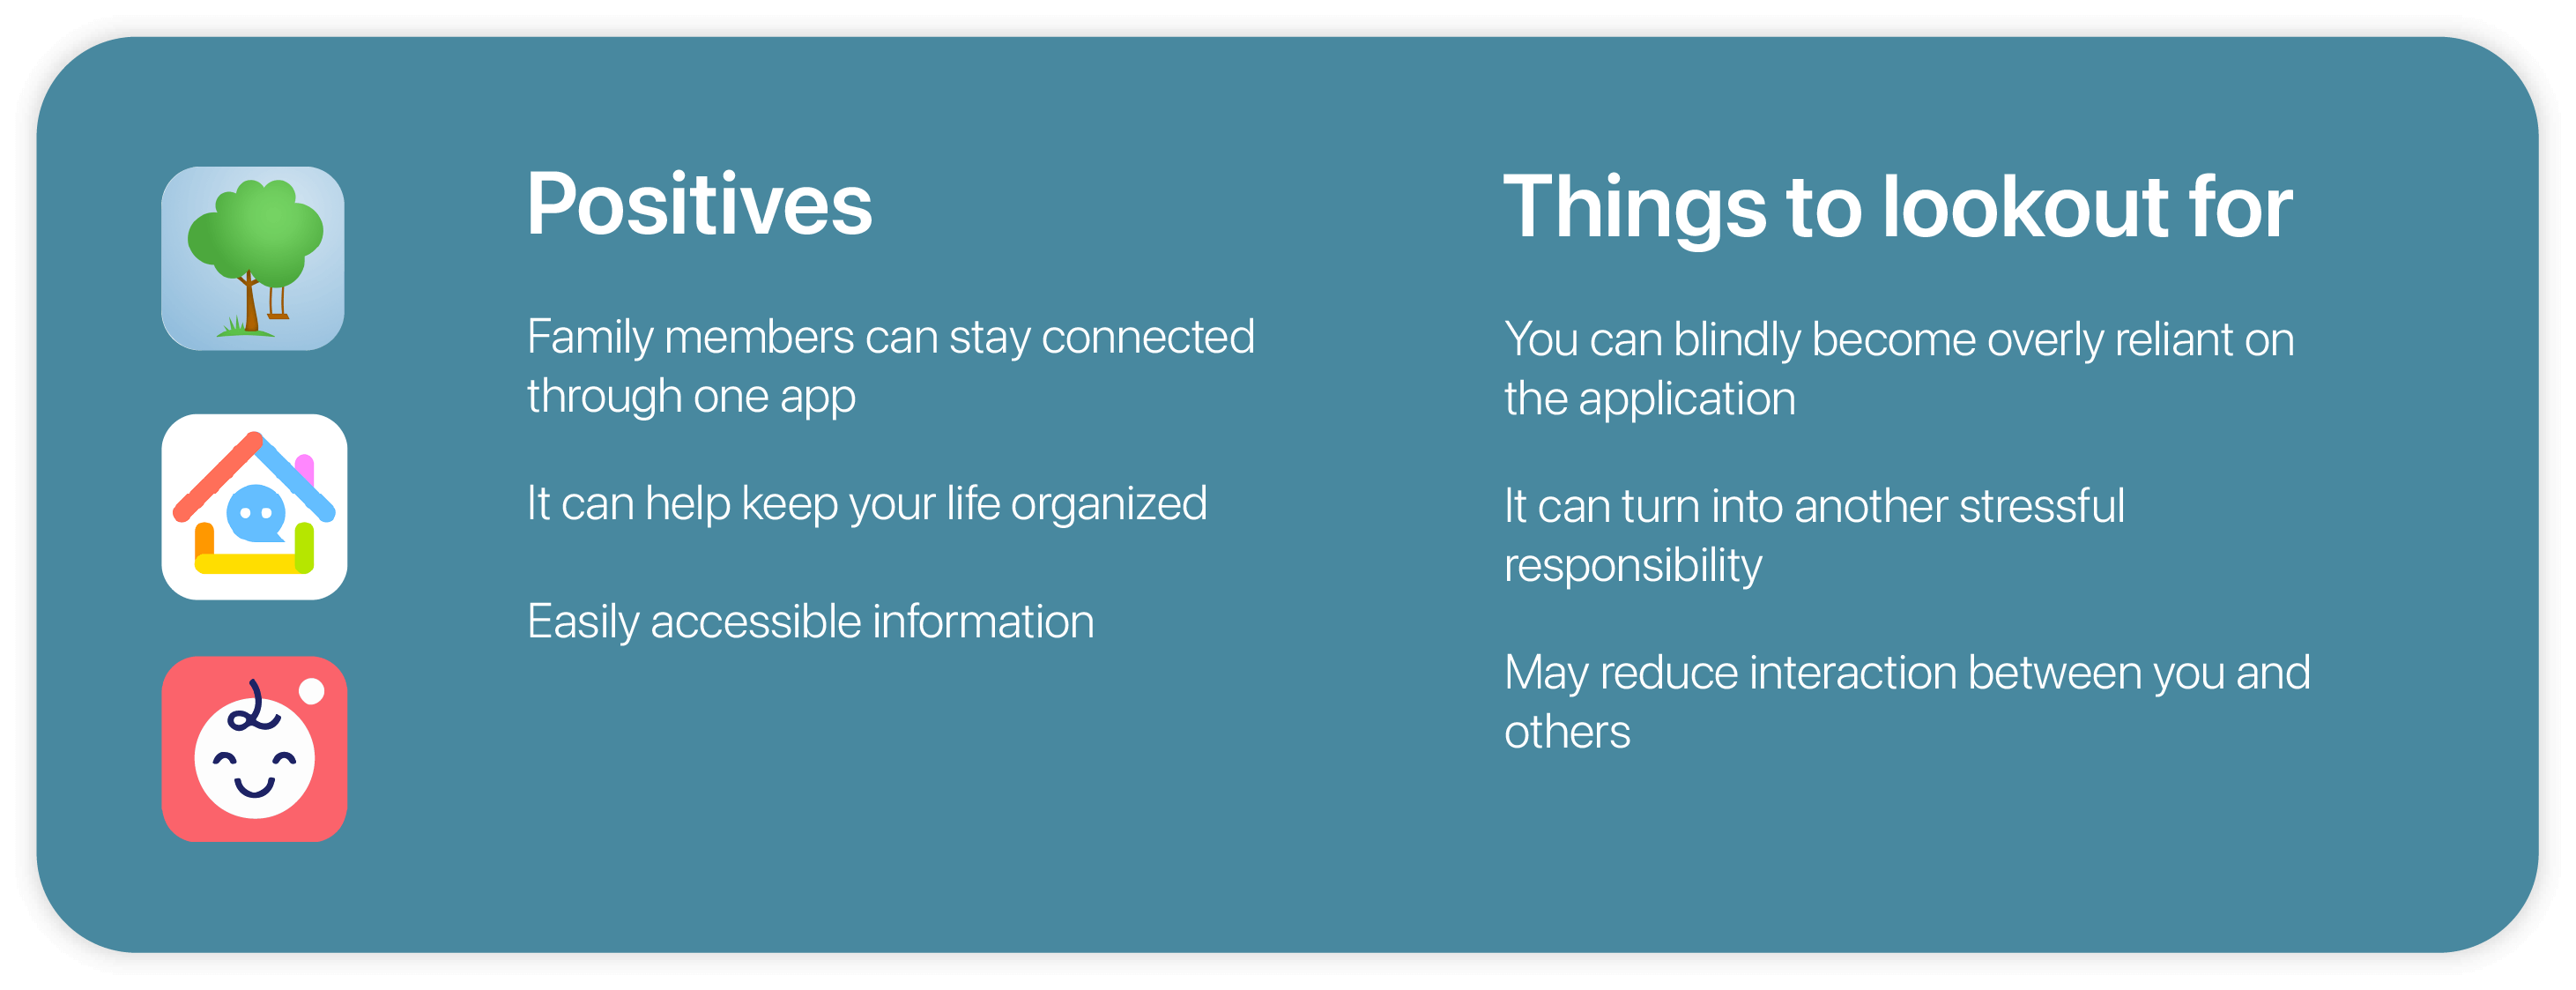 Positives
Family members can stay connected
through one app
It can help keep your life organized
Easily accessible information
Things to lookout for
You can blindly become overly reliant on
the application
It can turn into another stressful
responsibility
May reduce interaction between you and
others